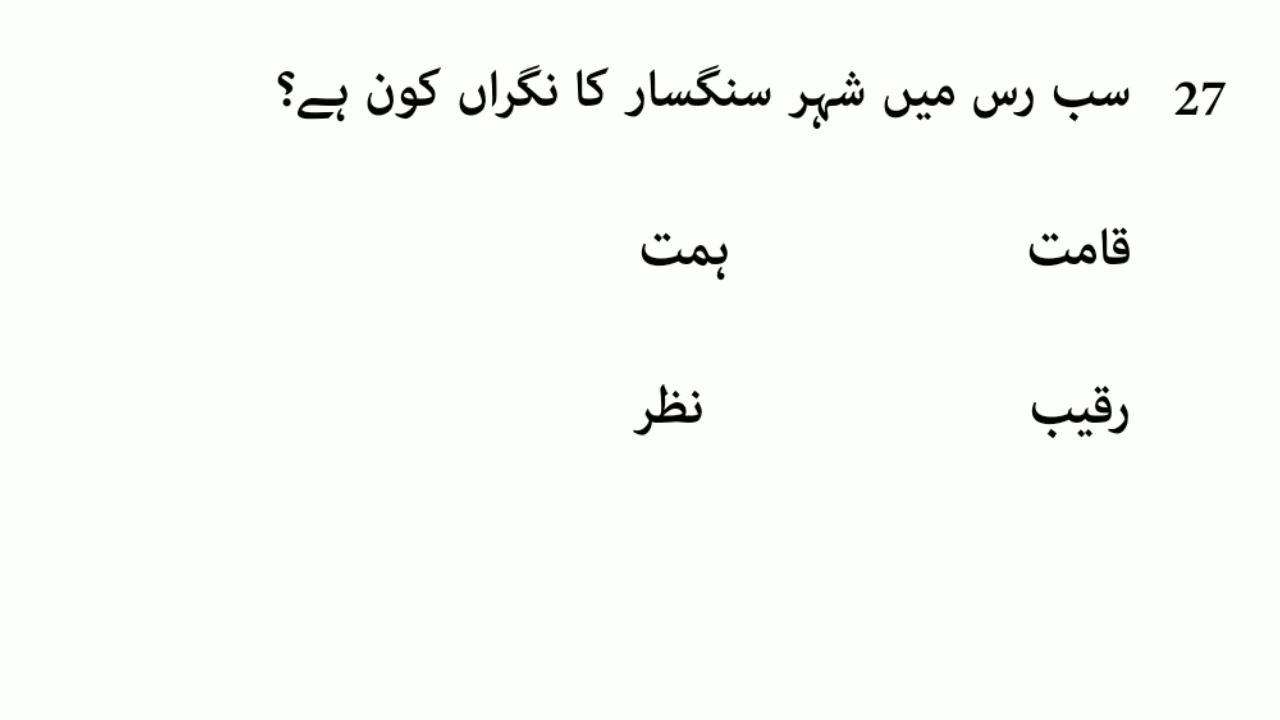 27 سب رس میں شہر سنگسار کا نگراں کون ہے؟
قامت ہمت
رقیب نظر